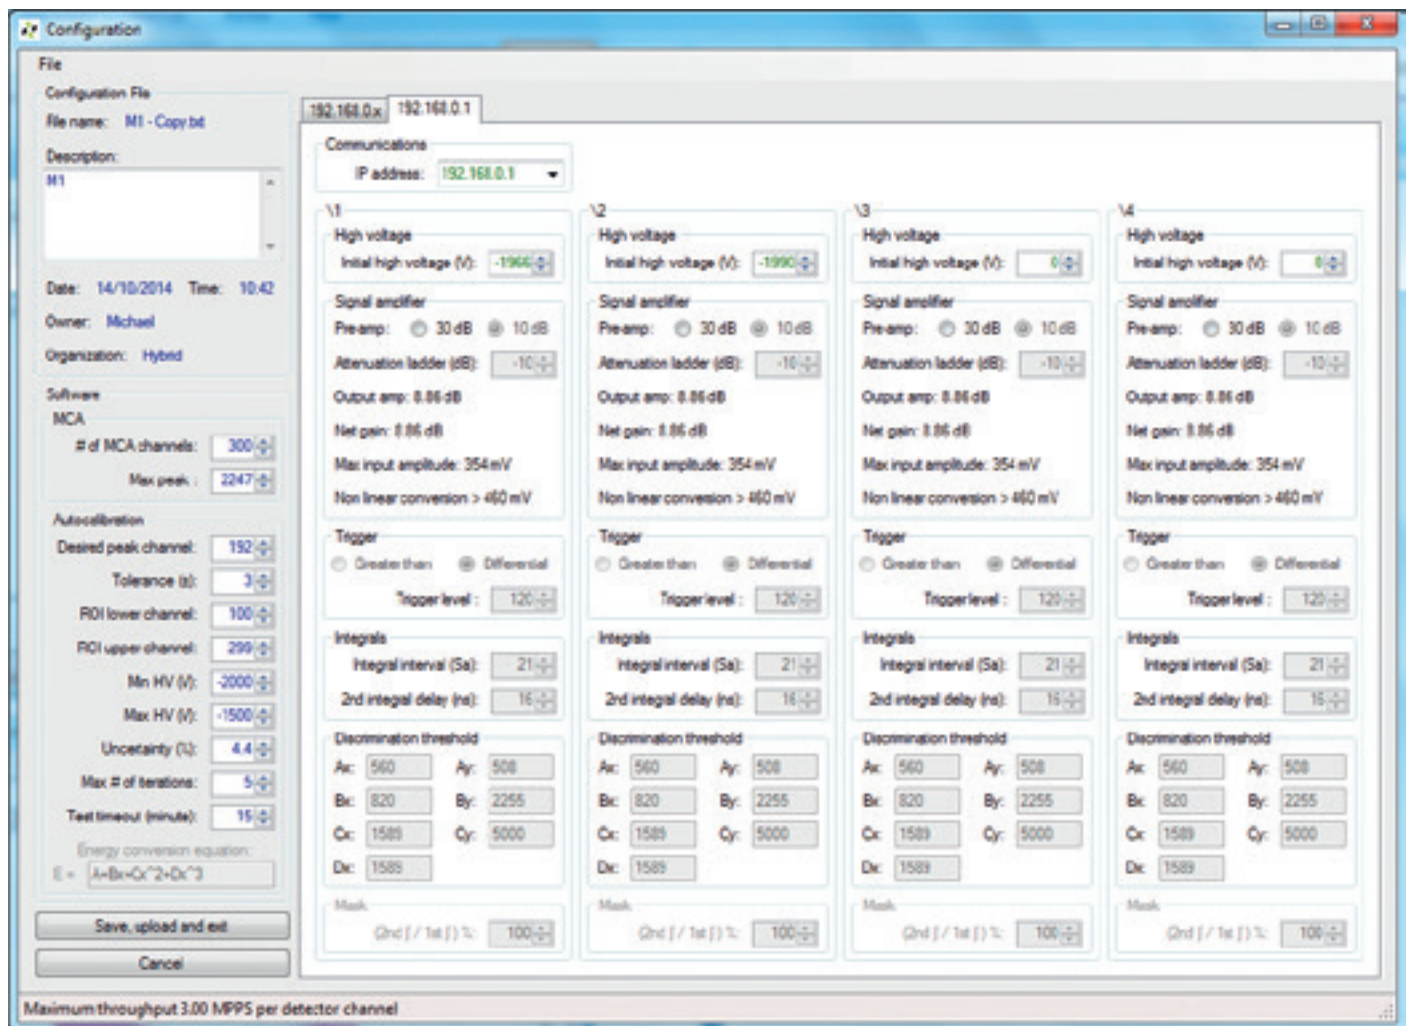 Configuration
File
Configuration File
File name: M1 - Copy.txt
Description:
M1
Date: 14/10/2014 Time: 10:42
Owner: Michael
Organization: Hybrid
Software
MCA
# of MCA channels: 300
Max peak : 2247
Autocalibration
Desired peak channel: 192
Tolerance (±): 3
ROI lower channel: 100
ROI upper channel: 299
Min HV (V): -2000
Max HV (V): -1500
Uncertainty (%): 4.4
Max # of iterations: 5
Test timeout (minute): 15
Energy conversion equation:
E = A+Bx+Cx^2+Dx^3
Save, upload and exit
Cancel
192.168.0.x 192.168.0.1
Communications
IP address: 192.168.0.1
\1
High voltage
Initial high voltage (V): -1966
Signal amplifier
Pre-amp: 30 dB 10 dB
Attenuation ladder (dB): -10
Output amp: 8.86 dB
Net gain: 8.86 dB
Max input amplitude: 354 mV
Non linear conversion > 460 mV
Trigger
Greater than Differential
Trigger level : 120
Integrals
Integral interval (Sa): 21
2nd integral delay (ns): 16
Discrimination threshold
Ax: 560 Ay: 508
Bx: 820 By: 2255
Cx: 1589 Cy: 5000
Dx: 1589
Mask
(2nd ∫ / 1st ∫) %: 100
\2
High voltage
Initial high voltage (V): -1990
Signal amplifier
Pre-amp: 30 dB 10 dB
Attenuation ladder (dB): -10
Output amp: 8.86 dB
Net gain: 8.86 dB
Max input amplitude: 354 mV
Non linear conversion > 460 mV
Trigger
Greater than Differential
Trigger level : 120
Integrals
Integral interval (Sa): 21
2nd integral delay (ns): 16
Discrimination threshold
Ax: 560 Ay: 508
Bx: 820 By: 2255
Cx: 1589 Cy: 5000
Dx: 1589
Mask
(2nd ∫ / 1st ∫) %: 100
\3
High voltage
Initial high voltage (V): 0
Signal amplifier
Pre-amp: 30 dB 10 dB
Attenuation ladder (dB): -10
Output amp: 8.86 dB
Net gain: 8.86 dB
Max input amplitude: 354 mV
Non linear conversion > 460 mV
Trigger
Greater than Differential
Trigger level : 120
Integrals
Integral interval (Sa): 21
2nd integral delay (ns): 16
Discrimination threshold
Ax: 560 Ay: 508
Bx: 820 By: 2255
Cx: 1589 Cy: 5000
Dx: 1589
Mask
(2nd ∫ / 1st ∫) %: 100
\4
High voltage
Initial high voltage (V): 0
Signal amplifier
Pre-amp: 30 dB 10 dB
Attenuation ladder (dB): -10
Output amp: 8.86 dB
Net gain: 8.86 dB
Max input amplitude: 354 mV
Non linear conversion > 460 mV
Trigger
Greater than Differential
Trigger level : 120
Integrals
Integral interval (Sa): 21
2nd integral delay (ns): 16
Discrimination threshold
Ax: 560 Ay: 508
Bx: 820 By: 2255
Cx: 1589 Cy: 5000
Dx: 1589
Mask
(2nd ∫ / 1st ∫) %: 100
Maximum throughput 3.00 MPPS per detector channel